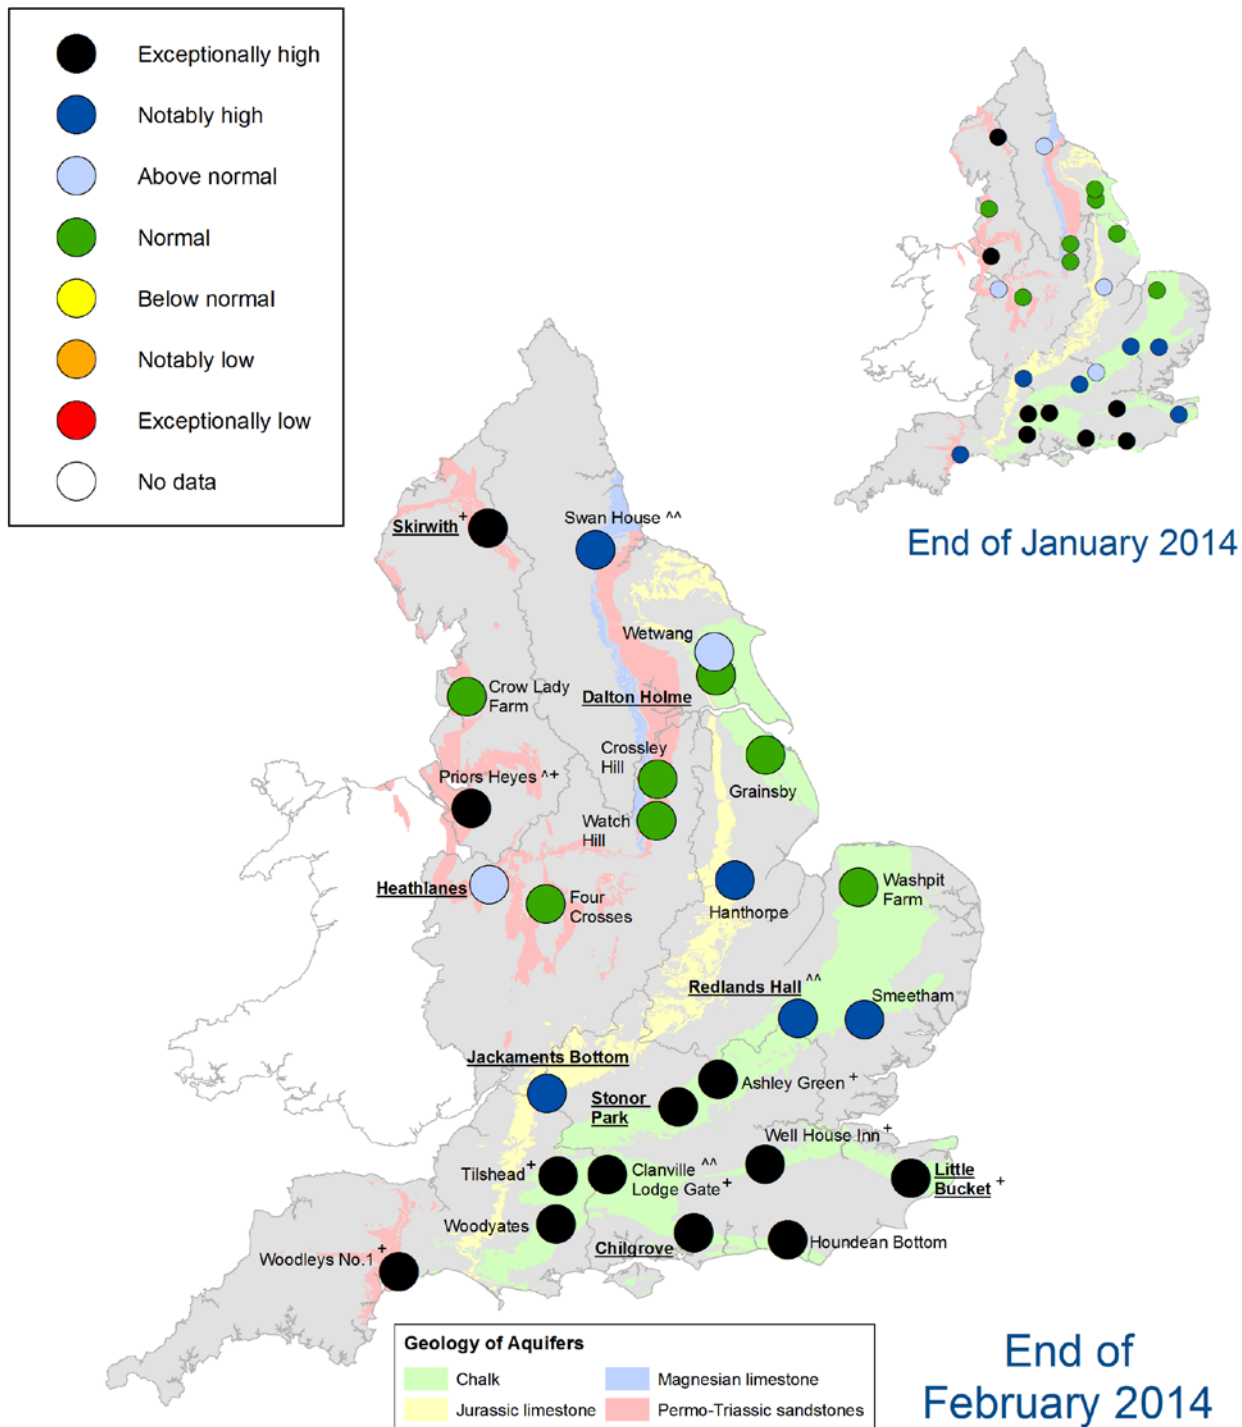 Exceptionally high
Notably high
Above normal
Normal
Below normal
Notably low
Exceptionally low
No data
End of January 2014
Skirwith +
Swan House ^^
Wetwang
Dalton Holme
Crow Lady
Farm
Crossley
Hill
Grainsby
Priors Heyes ^+
Watch
Hill
Heathlanes
Four
Crosses
Hanthorpe
Washpit
Farm
Redlands Hall ^^
Smeetham
Jackaments Bottom
Ashley Green +
Stonor
Park
Well House Inn +
Tilshead +
Clanville ^^
Lodge Gate +
Little
Bucket +
Woodyates
Chilgrove
Houndean Bottom
Woodleys No.1 +
Geology of Aquifers
Chalk
Magnesian limestone
Jurassic limestone
Permo-Triassic sandstones
End of
February 2014